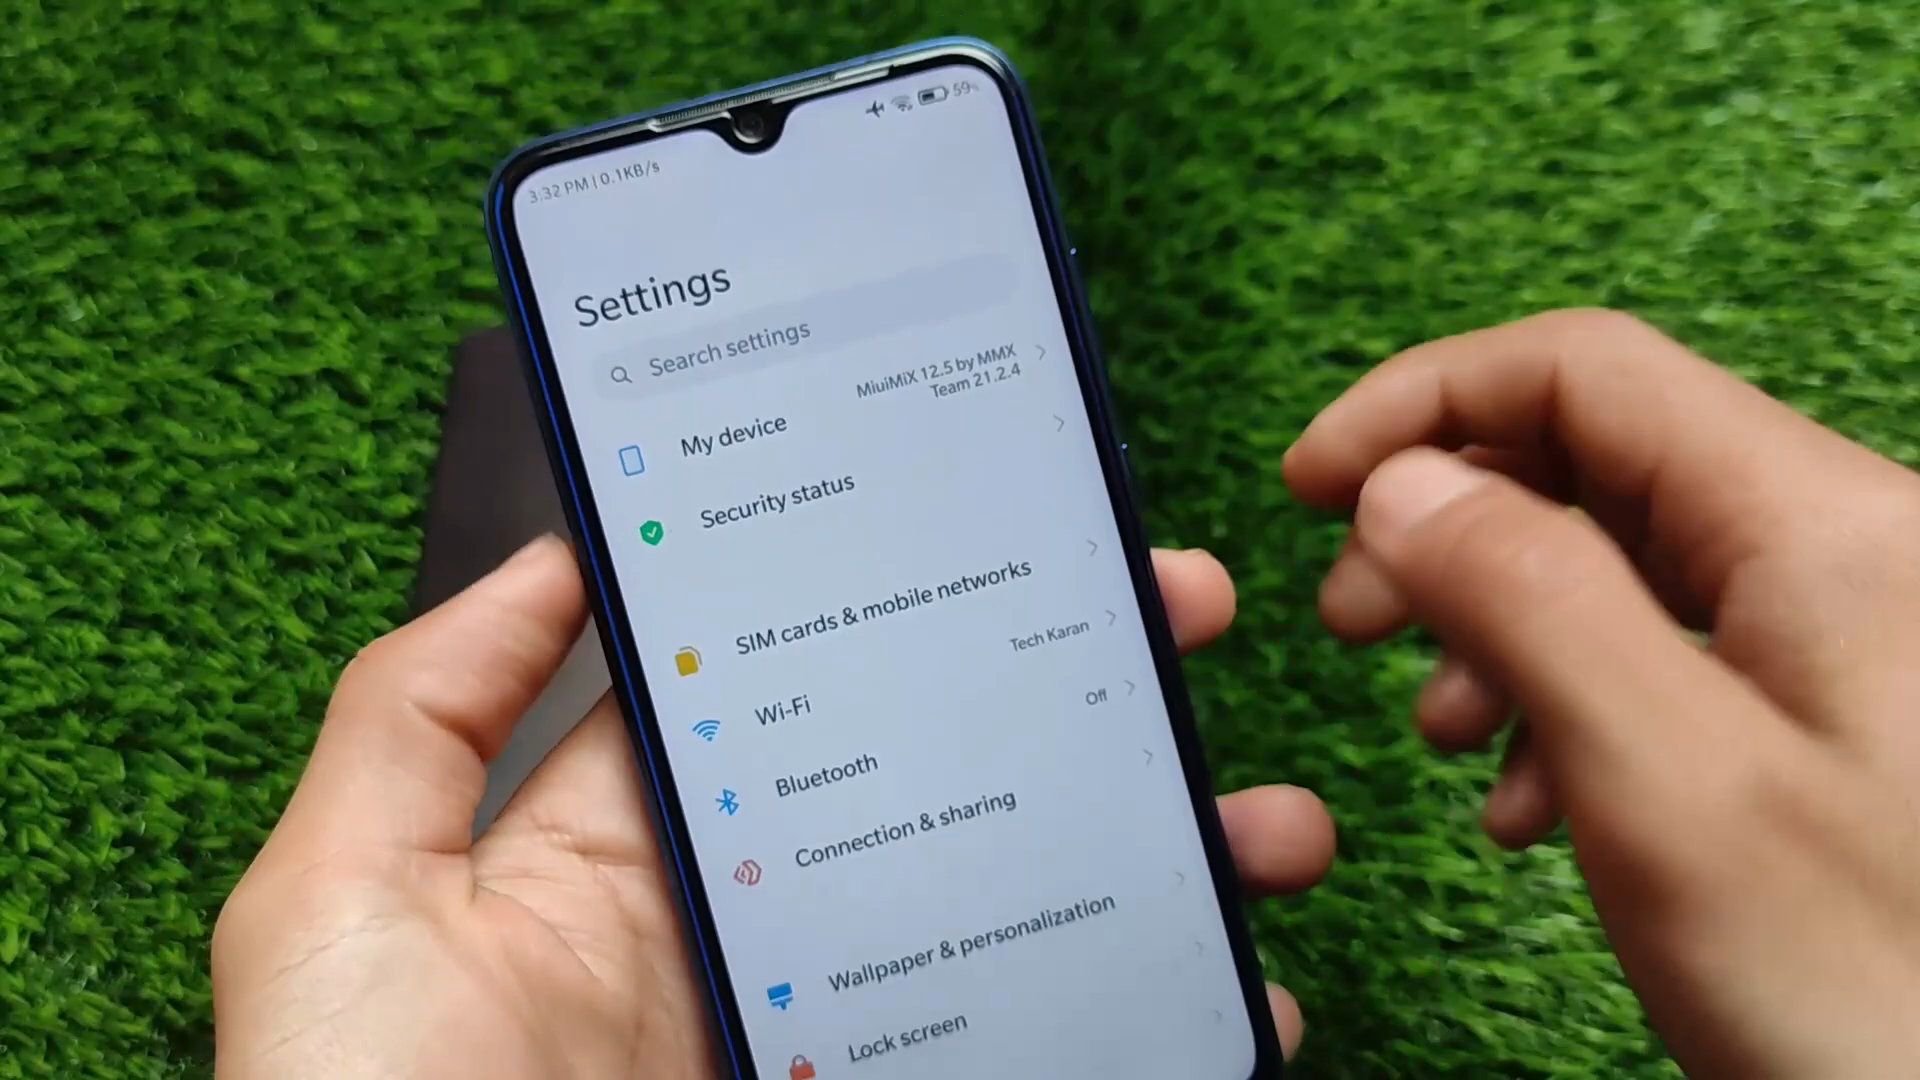 3:32 PM | 0.1KB/s
59
Settings
Search settings
My device
MiuiMiX 12.5 by MMX
Team 21.2.4
Security status
SIM cards & mobile networks
Wi-Fi
Tech Karan
Bluetooth
Off
Connection & sharing
Wallpaper & personalization
Lock screen